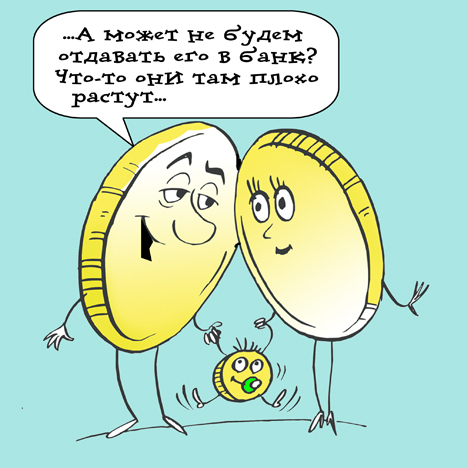 ....А может не будем
отдавать его в банк?
Что-то они там плохо
растут...